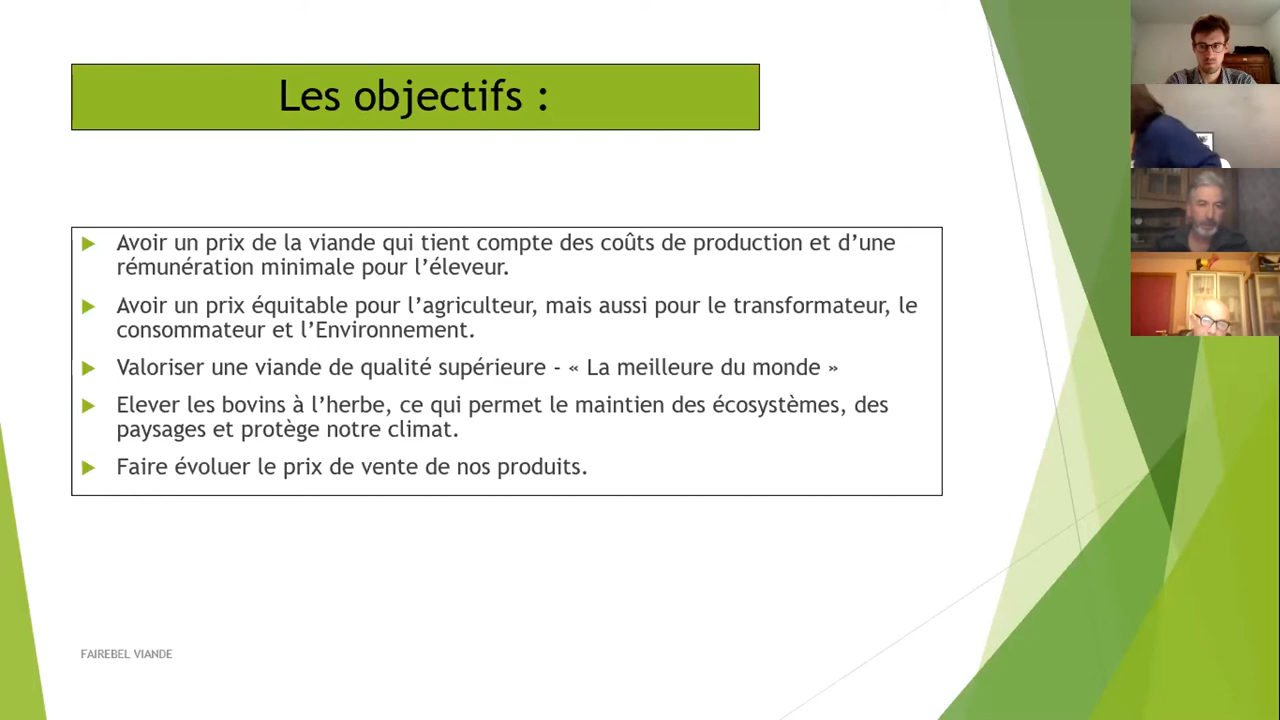 Les objectifs :
Avoir un prix de la viande qui tient compte des coûts de production et d’une
rémunération minimale pour l’éleveur.
Avoir un prix équitable pour l’agriculteur, mais aussi pour le transformateur, le
consommateur et l’Environnement.
Valoriser une viande de qualité supérieure - « La meilleure du monde »
Elever les bovins à l’herbe, ce qui permet le maintien des écosystèmes, des
paysages et protège notre climat.
Faire évoluer le prix de vente de nos produits.
FAIREBEL VIANDE